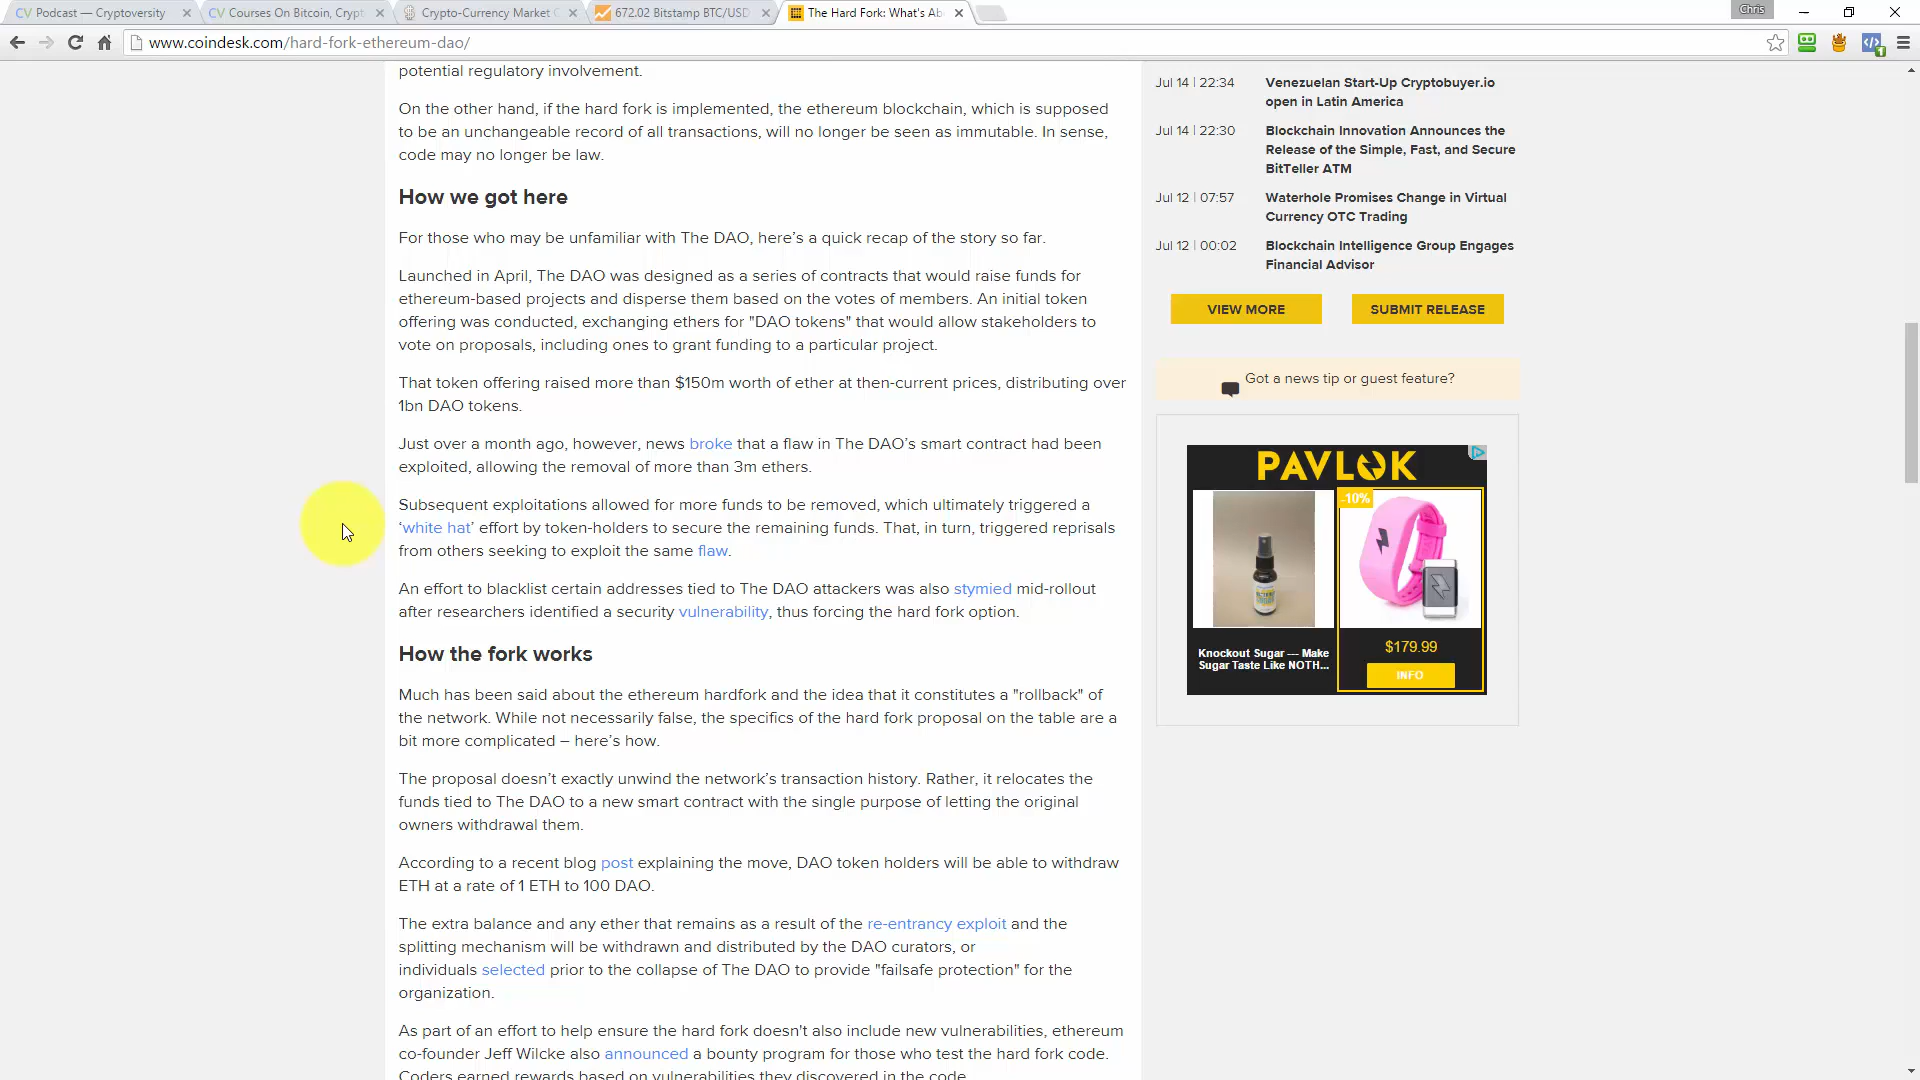 CV Podcast — Cryptoversity
CV Courses On Bitcoin, Crypt
Crypto-Currency Market C
672.02 Bitstamp BTC/USD
The Hard Fork: What's Ab
Chris
www.coindesk.com/hard-fork-ethereum-dao/
potential regulatory involvement.
On the other hand, if the hard fork is implemented, the ethereum blockchain, which is supposed
to be an unchangeable record of all transactions, will no longer be seen as immutable. In sense,
code may no longer be law.
How we got here
For those who may be unfamiliar with The DAO, here’s a quick recap of the story so far.
Launched in April, The DAO was designed as a series of contracts that would raise funds for
ethereum-based projects and disperse them based on the votes of members. An initial token
offering was conducted, exchanging ethers for "DAO tokens" that would allow stakeholders to
vote on proposals, including ones to grant funding to a particular project.
That token offering raised more than $150m worth of ether at then-current prices, distributing over
1bn DAO tokens.
Just over a month ago, however, news broke that a flaw in The DAO’s smart contract had been
exploited, allowing the removal of more than 3m ethers.
Subsequent exploitations allowed for more funds to be removed, which ultimately triggered a
‘white hat’ effort by token-holders to secure the remaining funds. That, in turn, triggered reprisals
from others seeking to exploit the same flaw.
An effort to blacklist certain addresses tied to The DAO attackers was also stymied mid-rollout
after researchers identified a security vulnerability, thus forcing the hard fork option.
How the fork works
Much has been said about the ethereum hardfork and the idea that it constitutes a "rollback" of
the network. While not necessarily false, the specifics of the hard fork proposal on the table are a
bit more complicated – here’s how.
The proposal doesn’t exactly unwind the network’s transaction history. Rather, it relocates the
funds tied to The DAO to a new smart contract with the single purpose of letting the original
owners withdrawal them.
According to a recent blog post explaining the move, DAO token holders will be able to withdraw
ETH at a rate of 1 ETH to 100 DAO.
The extra balance and any ether that remains as a result of the re-entrancy exploit and the
splitting mechanism will be withdrawn and distributed by the DAO curators, or
individuals selected prior to the collapse of The DAO to provide "failsafe protection" for the
organization.
As part of an effort to help ensure the hard fork doesn't also include new vulnerabilities, ethereum
co-founder Jeff Wilcke also announced a bounty program for those who test the hard fork code.
Coders earned rewards based on vulnerabilities they discovered in the code.
Jul 14 | 22:34 Venezuelan Start-Up Cryptobuyer.io
open in Latin America
Jul 14 | 22:30 Blockchain Innovation Announces the
Release of the Simple, Fast, and Secure
BitTeller ATM
Jul 12 | 07:57 Waterhole Promises Change in Virtual
Currency OTC Trading
Jul 12 | 00:02 Blockchain Intelligence Group Engages
Financial Advisor
VIEW MORE SUBMIT RELEASE
Got a news tip or guest feature?
PAVLOK
-10%
Knockout Sugar — Make
Sugar Taste Like NOTH...
$179.99
INFO